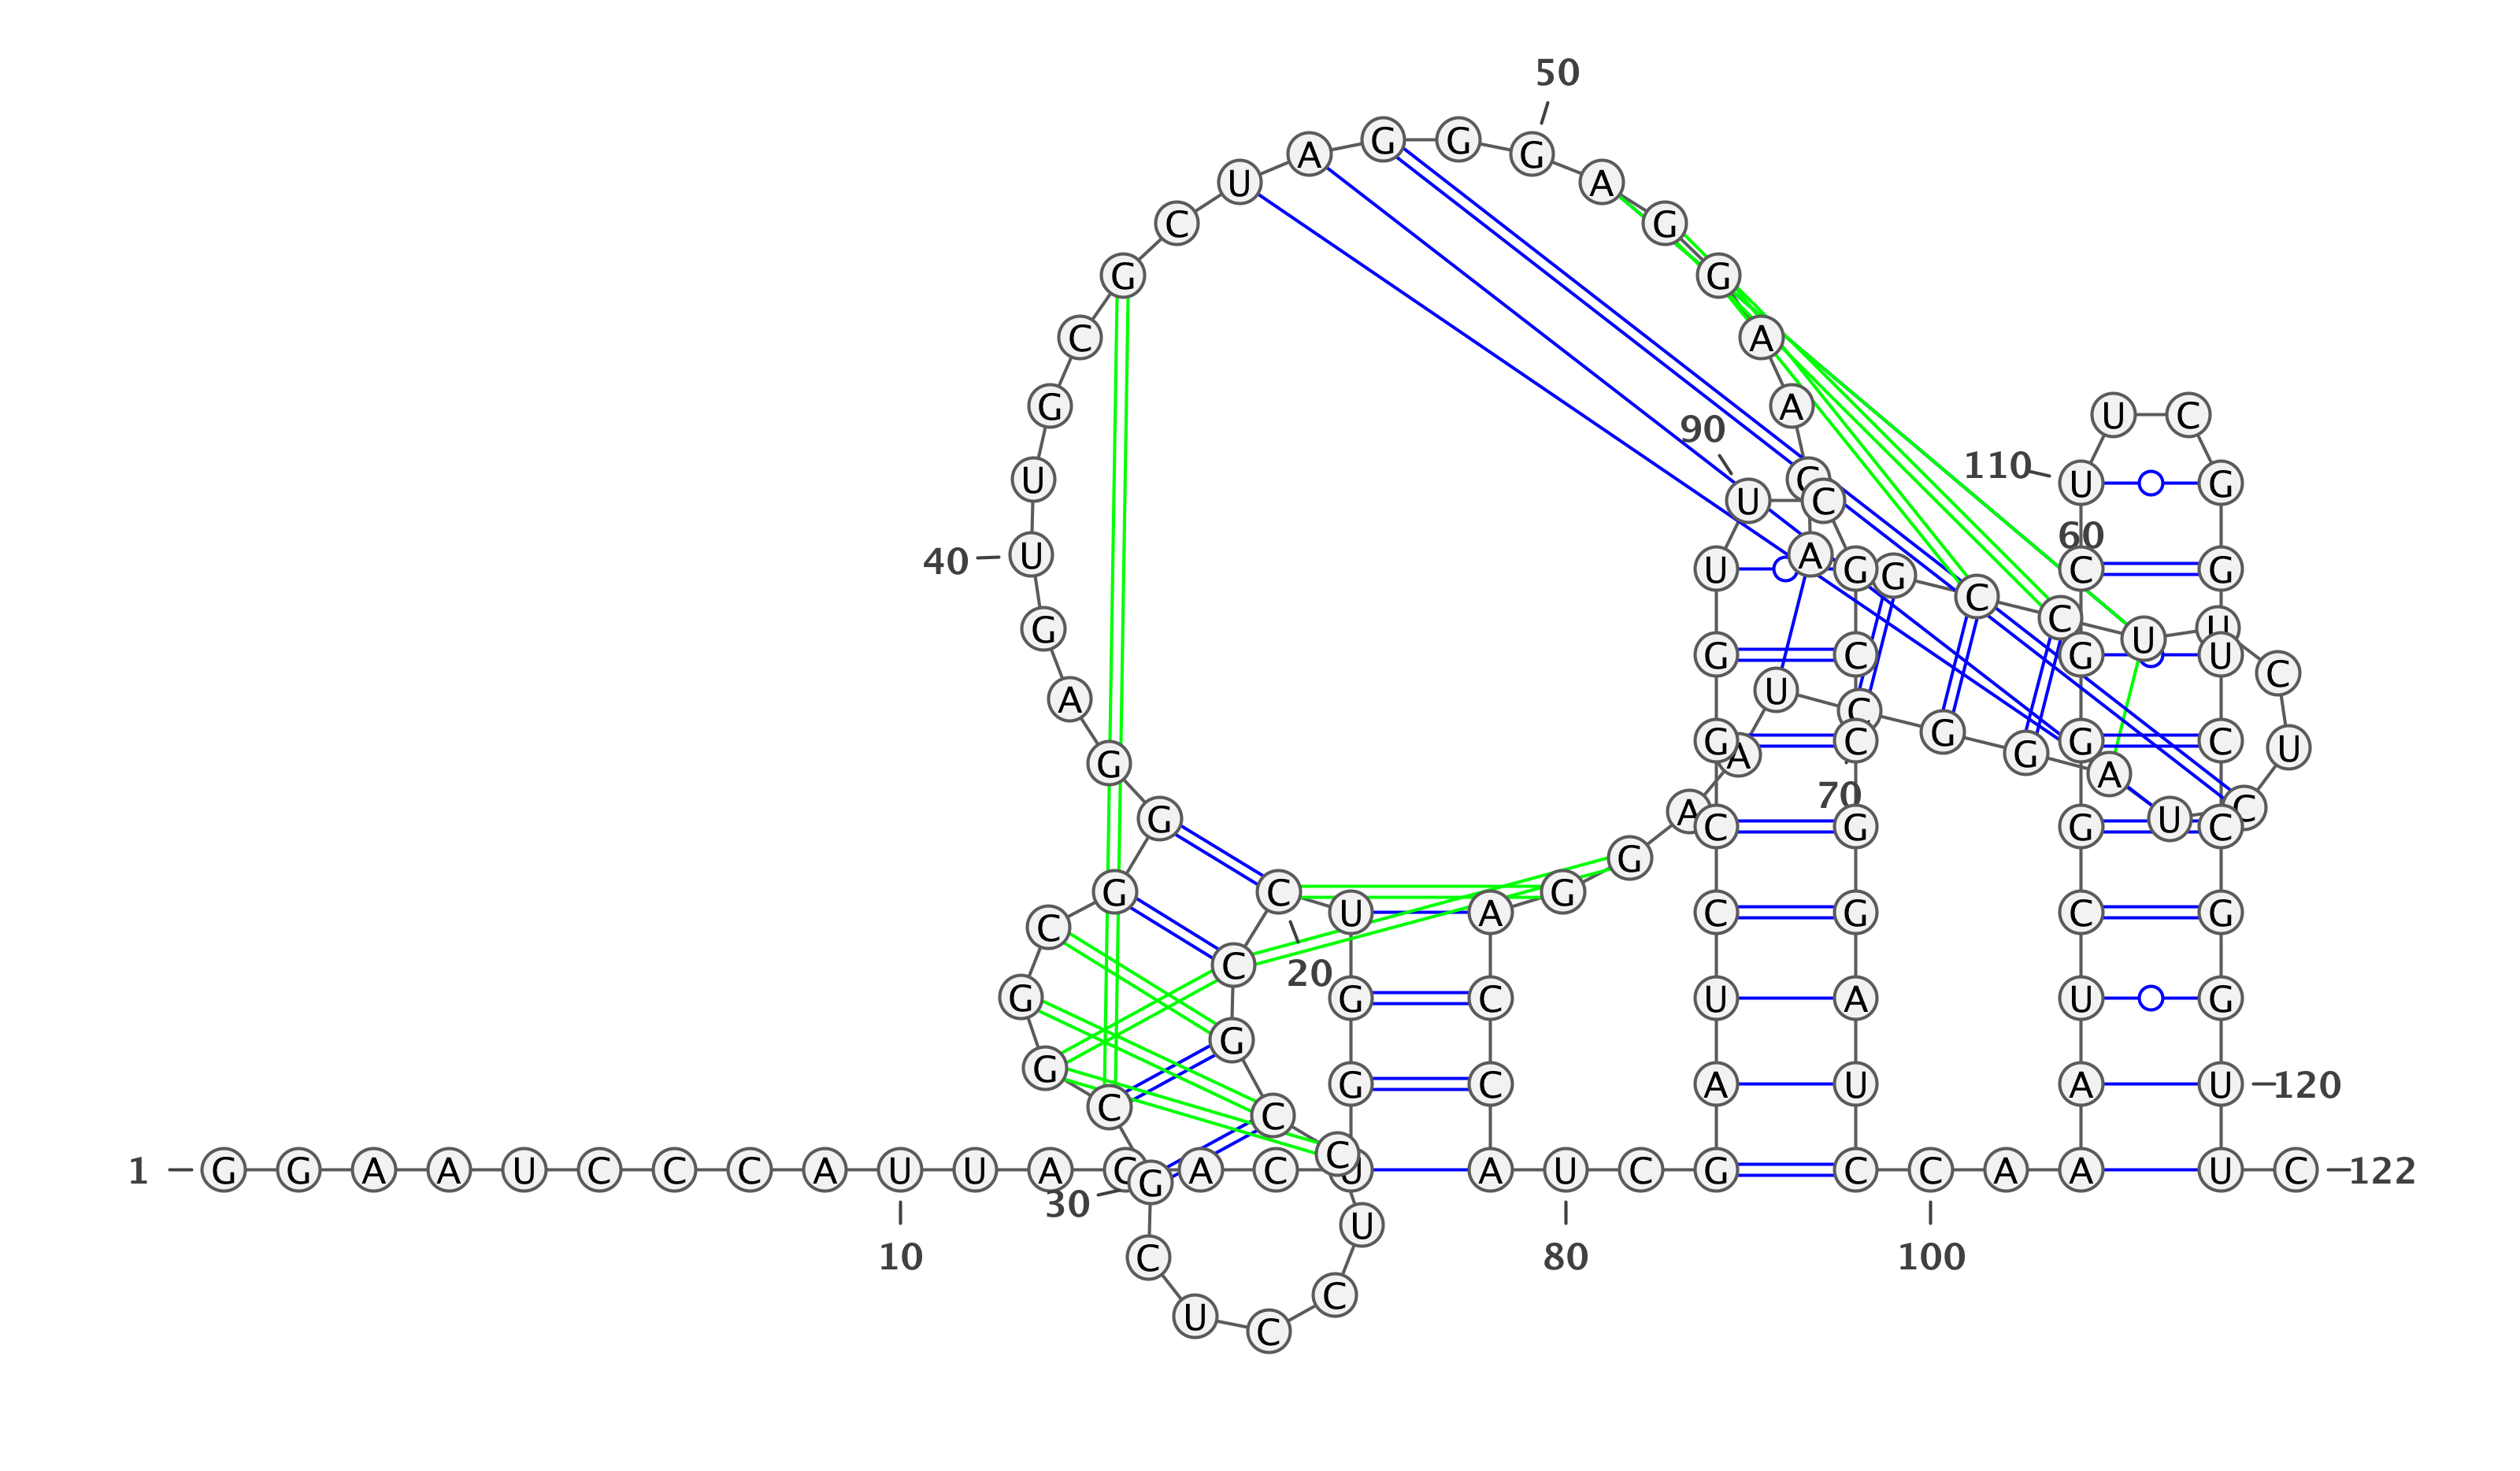 50
G G
A G
U A
C G
G G
C A
G A U C
90
110 U C U G
U C
60
40 U A
U G G C G
C
G C U U
G U C G U
C
A U C
G G C G C
G A G A U
70
G A U C
G C G G C
G
G C G
C U A C G C G
C
20
G G C U A U G
G
G G C A U A U 120
C C
C
1 G G A A U C C C A U U A C A C U A U C G C C A A U C 122
30 G
U
10 C 80 100
C
U C